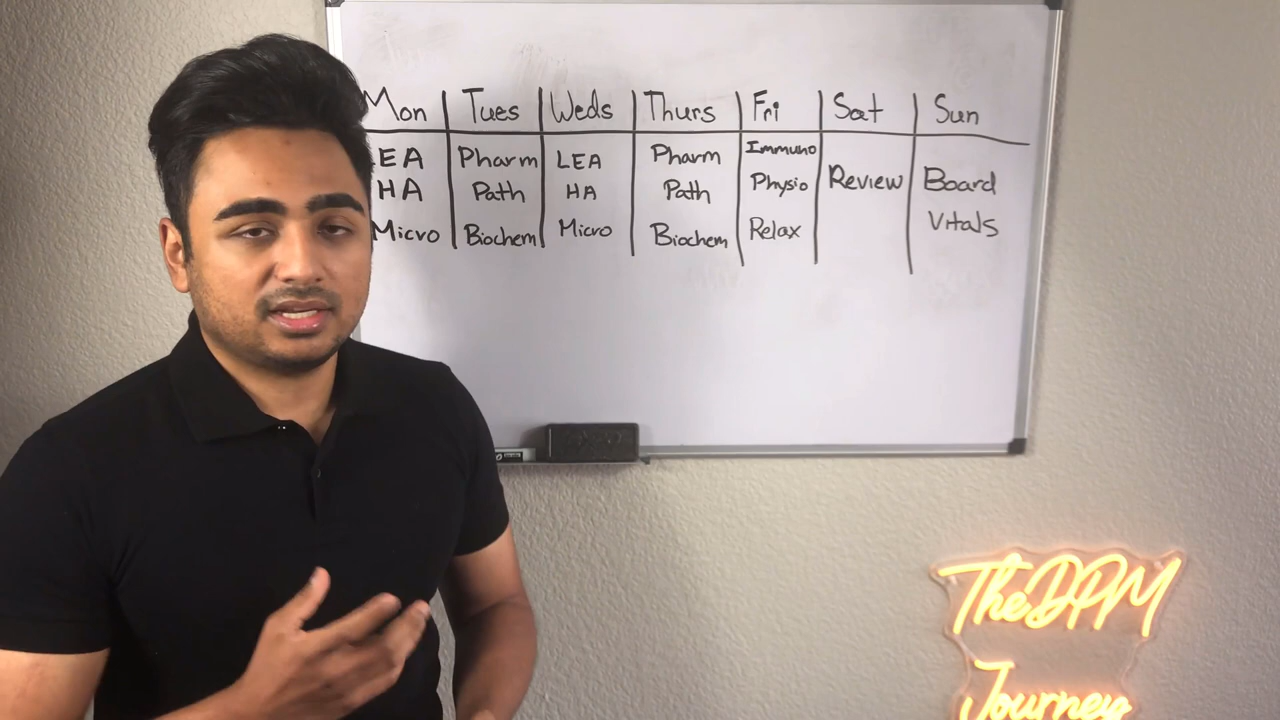 Mon Tues Weds Thurs Fri Sat Sun
EA Pharm LEA Pharm Immuno
HA Path HA Path Physio Review Board
Micro Biochem Micro Biochem Relax Vitals
TheDPM
Journey